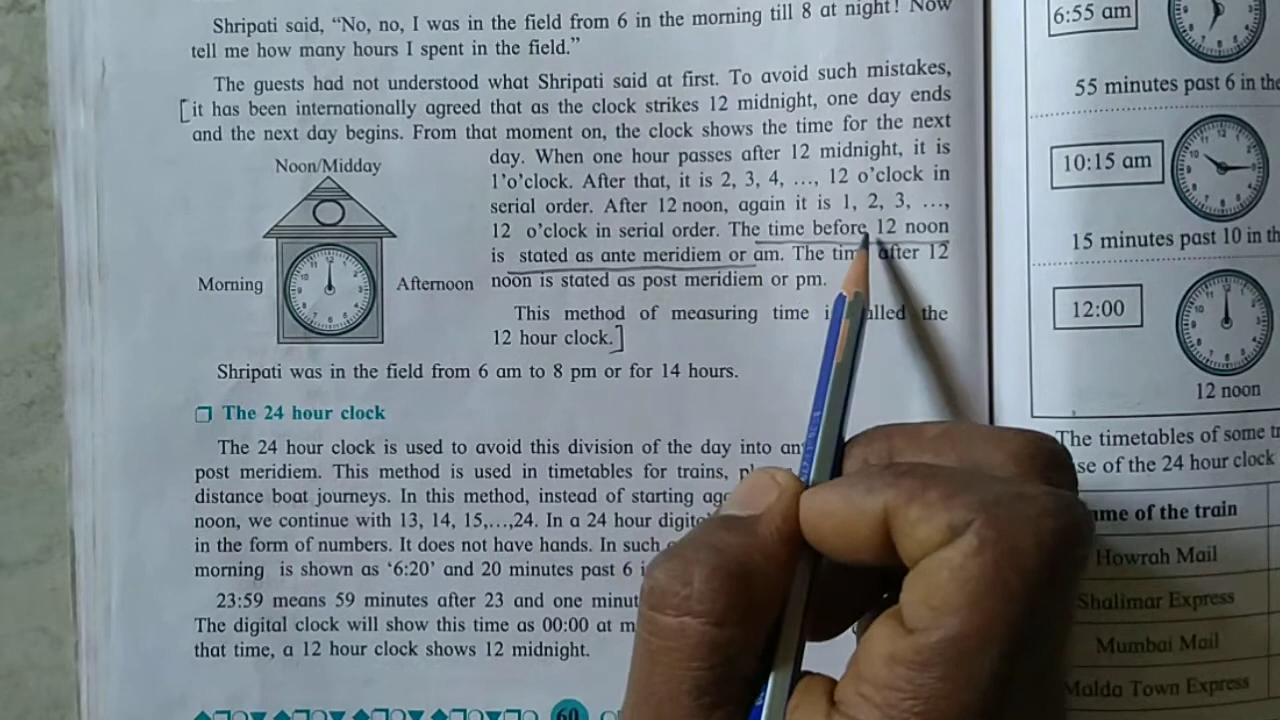 Shripati said, “No, no, I was in the field from 6 in the morning till 8 at night! Now
tell me how many hours I spent in the field.”
The guests had not understood what Shripati said at first. To avoid such mistakes,
[it has been internationally agreed that as the clock strikes 12 midnight, one day ends
and the next day begins. From that moment on, the clock shows the time for the next
day. When one hour passes after 12 midnight, it is
1’o’clock. After that, it is 2, 3, 4, ..., 12 o’clock in
serial order. After 12 noon, again it is 1, 2, 3, ...,
12 o’clock in serial order. The time before 12 noon
is stated as ante meridiem or am. The after 12
noon is stated as post meridiem or pm.
This method of measuring time the
12 hour clock.]
Noon/Midday
Morning
Afternoon
Shripati was in the field from 6 am to 8 pm or for 14 hours.
❐ The 24 hour clock
The 24 hour clock is used to avoid this division of the day into
post meridiem. This method is used in timetables for trains,
distance boat journeys. In this method, instead of starting
noon, we continue with 13, 14, 15,...,24. In a 24 hour
in the form of numbers. It does not have hands. In such
morning is shown as ‘6:20’ and 20 minutes past 6
23:59 means 59 minutes after 23 and one
The digital clock will show this time as 00:00 at
that time, a 12 hour clock shows 12 midnight.
60
6:55 am
55 minutes past 6 in
10:15 am
15 minutes past 10 in
12:00
12 noon
The timetables of some
of the 24 hour clock
of the train
Howrah Mail
Shalimar Express
Mumbai Mail
Malda Town Express